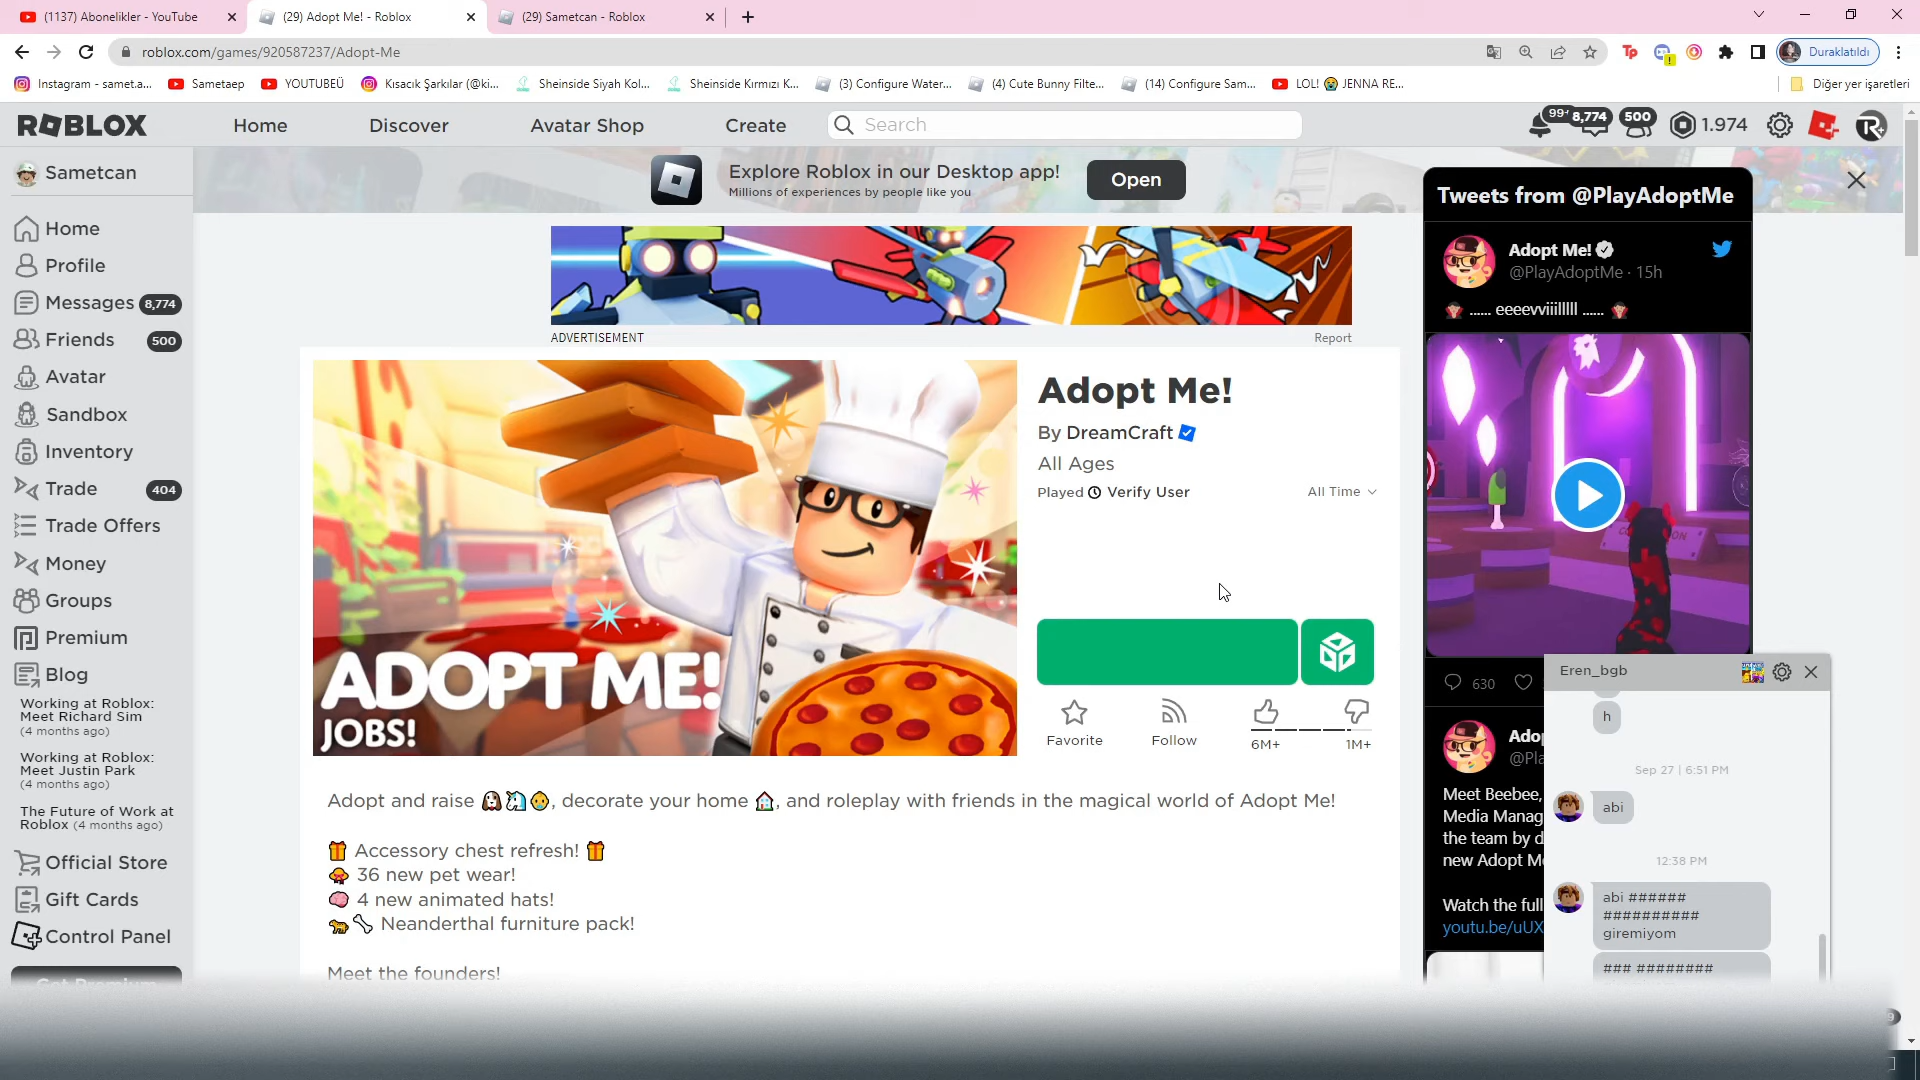 (1137) Abonelikler - YouTube
(29) Adopt Me! - Roblox
(29) Sametcan - Roblox
roblox.com/games/920587237/Adopt-Me
Duraklatıldı
Instagram - samet.a...
Sametaep
YOUTUBEÜ
Kısacık Şarkılar (@ki...
Sheinside Siyah Kol...
Sheinside Kırmızı K...
(3) Configure Water...
(4) Cute Bunny Filte...
(14) Configure Sam...
LOL! 😭 JENNA RE...
Diğer yer işaretleri
ROBLOX
Home
Discover
Avatar Shop
Create
Search
99+
8,774
500
1.974
Sametcan
Home
Profile
Messages 8,774
Friends 500
Avatar
Sandbox
Inventory
Trade 404
Trade Offers
Money
Groups
Premium
Blog
Working at Roblox:
Meet Richard Sim
(4 months ago)
Working at Roblox:
Meet Justin Park
(4 months ago)
The Future of Work at
Roblox (4 months ago)
Official Store
Gift Cards
Control Panel
Get Premium
Explore Roblox in our Desktop app!
Millions of experiences by people like you
Open
ADVERTISEMENT
Report
ADOPT ME!
JOBS!
Adopt Me!
By DreamCraft
All Ages
Played Verify User
All Time
Favorite
Follow
6M+
1M+
Adopt and raise 🐶🦄👶, decorate your home 🏠, and roleplay with friends in the magical world of Adopt Me!
🎁 Accessory chest refresh! 🎁
👒 36 new pet wear!
🧠 4 new animated hats!
🐅🦴 Neanderthal furniture pack!
Meet the founders!
Tweets from @PlayAdoptMe
Adopt Me!
@PlayAdoptMe · 15h
...... eeeevviiilllll ......
630
Adop
@Pla
Meet Beebee,
Media Manag
the team by d
new Adopt M
Watch the full
youtu.be/uUX
Eren_bgb
h
Sep 27 | 6:51 PM
abi
12:38 PM
abi ######
##########
giremiyom
### ########